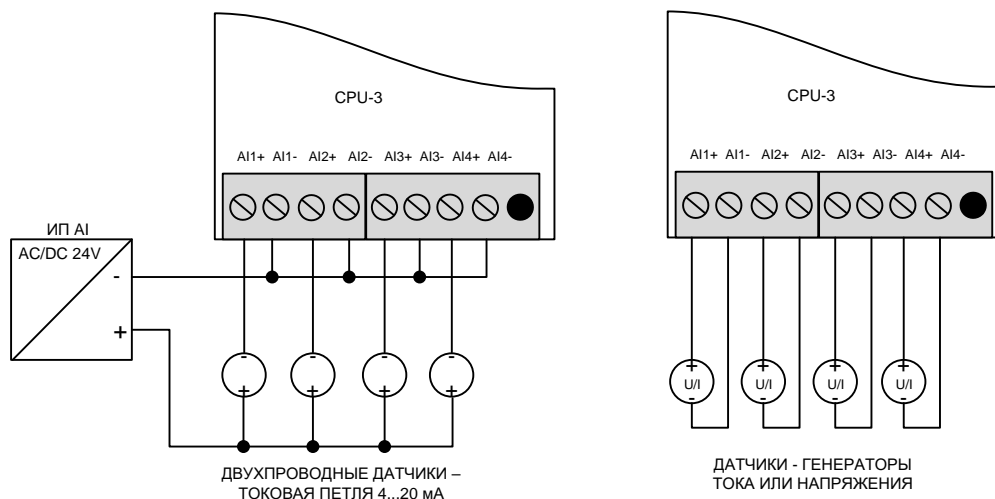 CPU-3
AI1+ AI1- AI2+ AI2- AI3+ AI3- AI4+ AI4-
ИП AI
AC/DC 24V
-
+
- - - -
+ + + +
ДВУХПРОВОДНЫЕ ДАТЧИКИ –
ТОКОВАЯ ПЕТЛЯ 4...20 мА
CPU-3
AI1+ AI1- AI2+ AI2- AI3+ AI3- AI4+ AI4-
+ + + +
U/I U/I U/I U/I
- - - -
ДАТЧИКИ - ГЕНЕРАТОРЫ
ТОКА ИЛИ НАПРЯЖЕНИЯ